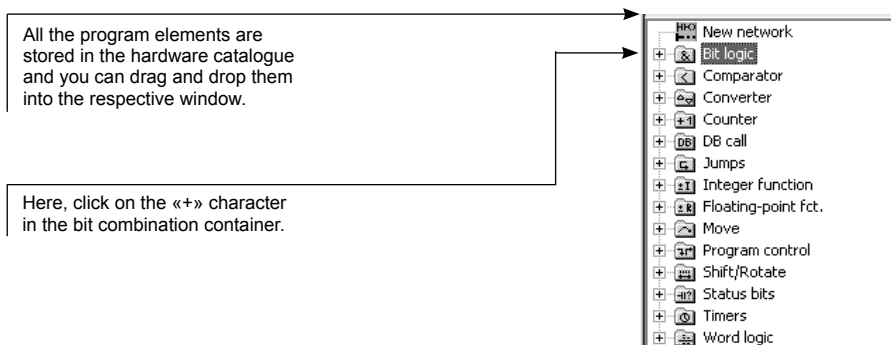 All the program elements are
stored in the hardware catalogue
and you can drag and drop them
into the respective window.
Here, click on the «+» character
in the bit combination container.
New network
Bit logic
Comparator
Converter
Counter
DB call
Jumps
Integer function
Floating-point fct.
Move
Program control
Shift/Rotate
Status bits
Timers
Word logic